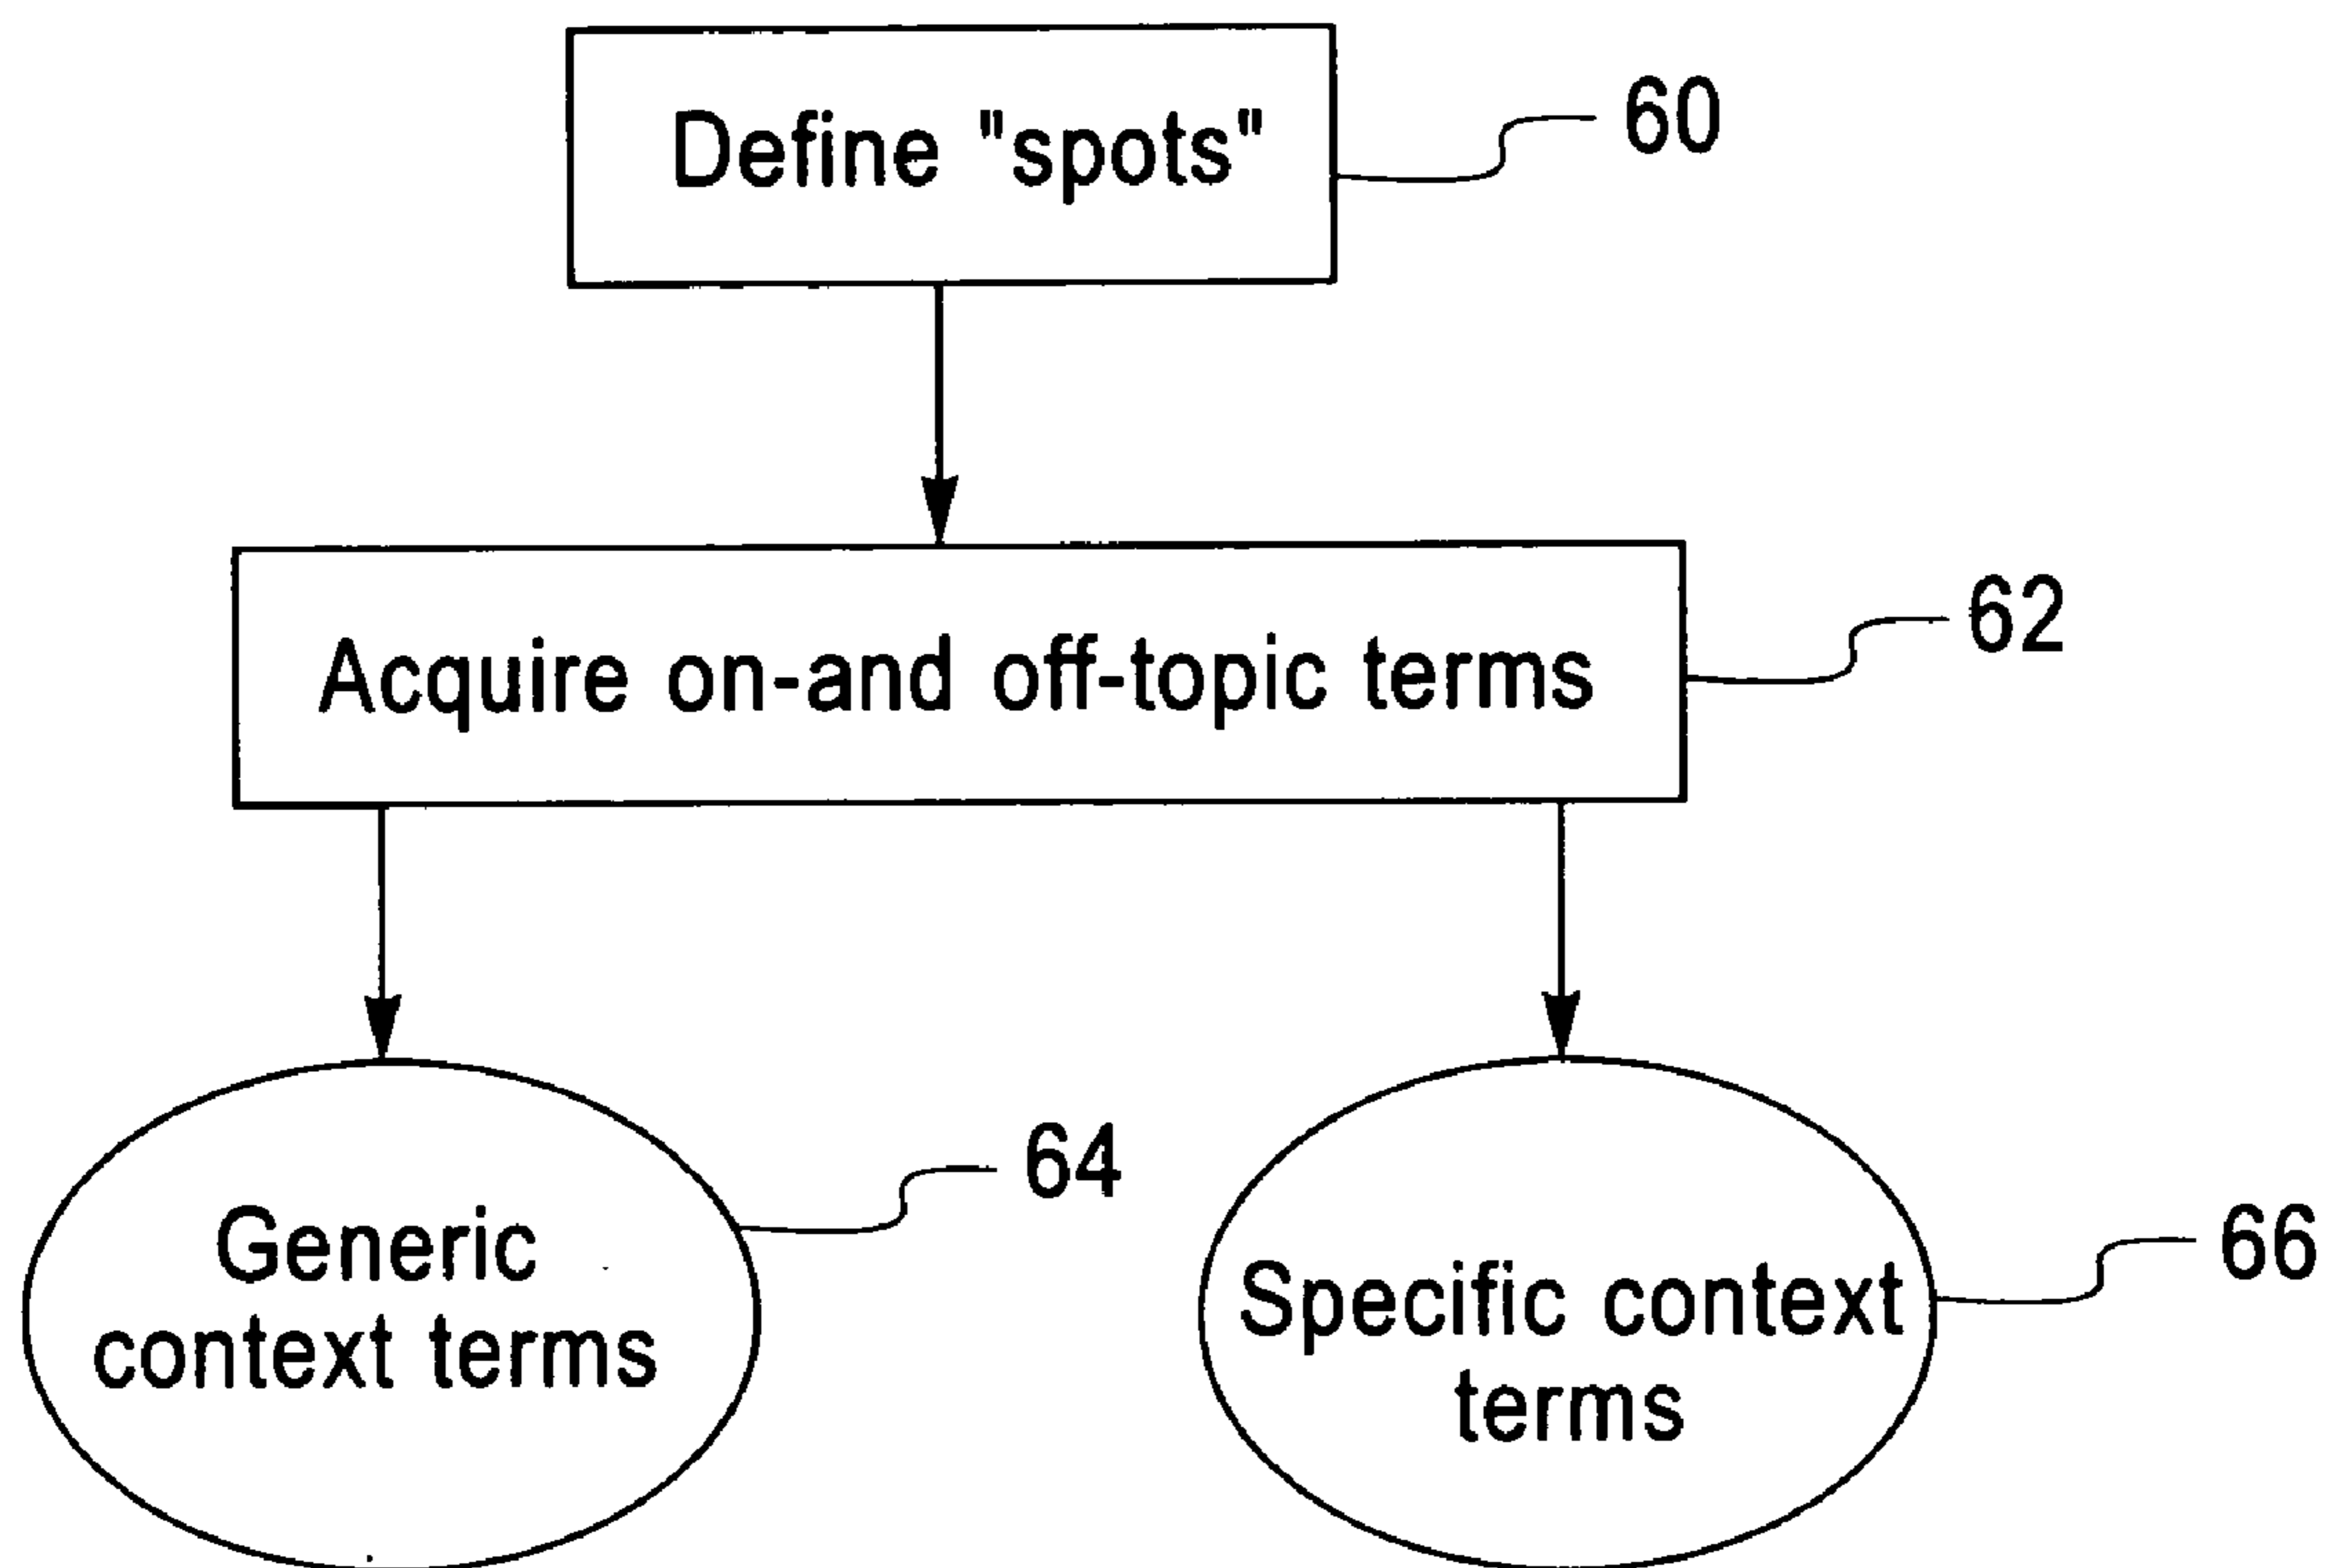 Define "spots"
60
Acquire on-and off-topic terms
62
Generic
context terms
64
Specific context
terms
66